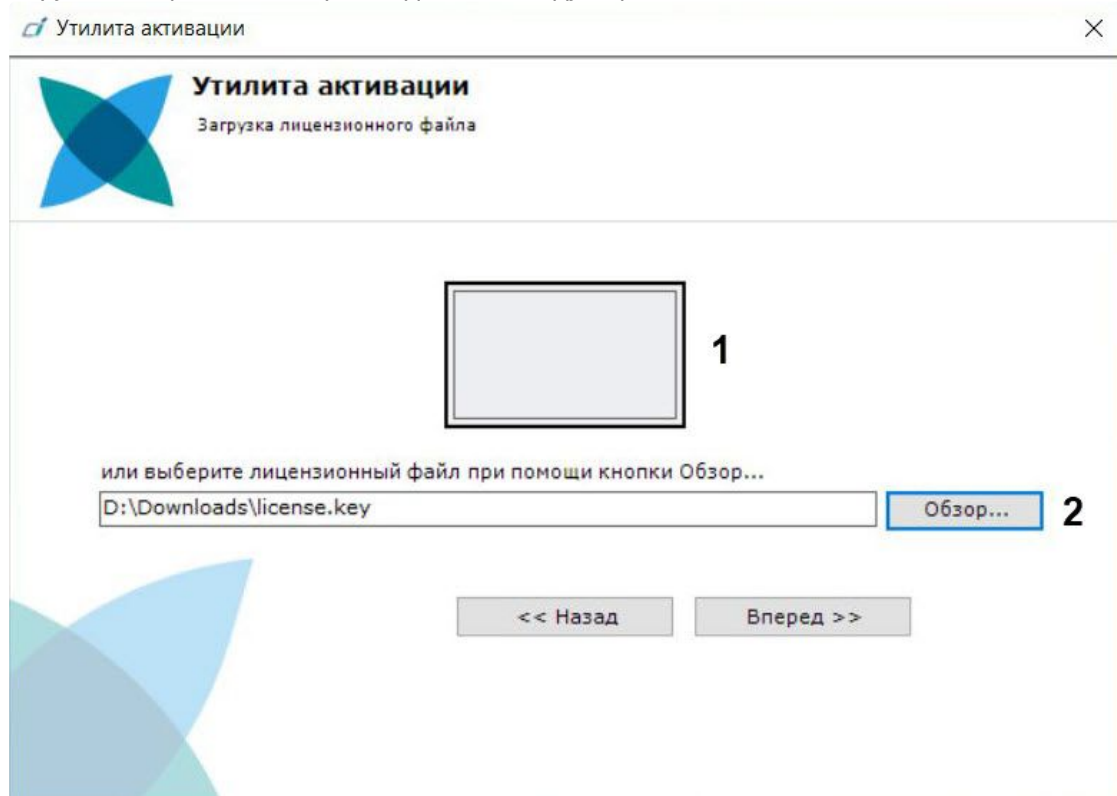 Утилита активации
Утилита активации
Загрузка лицензионного файла
1
или выберите лицензионный файл при помощи кнопки Обзор...
D:\Downloads\license.key
Обзор...
2
<< Назад
Вперед >>